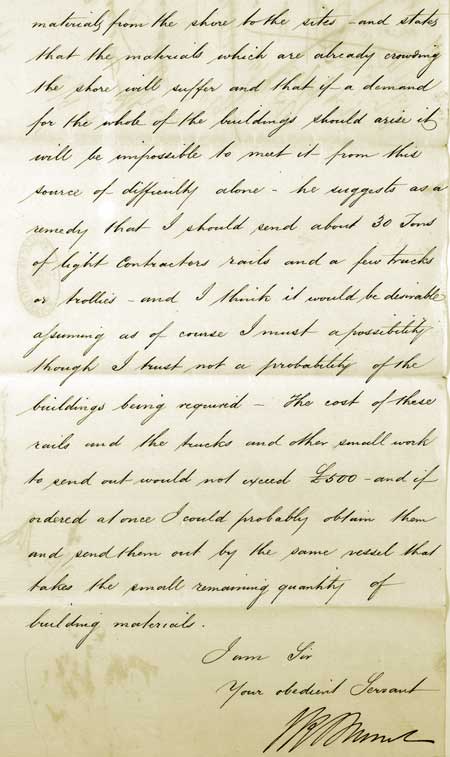 materials from the shore to the sites - and states
that the materials which are already crowding
the shore will suffer and that if a demand
for the whole of the buildings should arise it
will be impossible to meet it from this
source of difficulty alone - he suggests as a
remedy that I should send about 30 Tons
of light Contractors rails and a few trucks
or trollies - and I think it would be desirable
assuming as of course I must a possibility
though I trust not a probability of the
buildings being required - The cost of these
rails and the trucks and other small work
to send out would not exceed £500 - and if
ordered at once I could probably obtain them
and send them out by the same vessel that
takes the small remaining quantity of
building materials.
I am Sir
Your obedient Servant